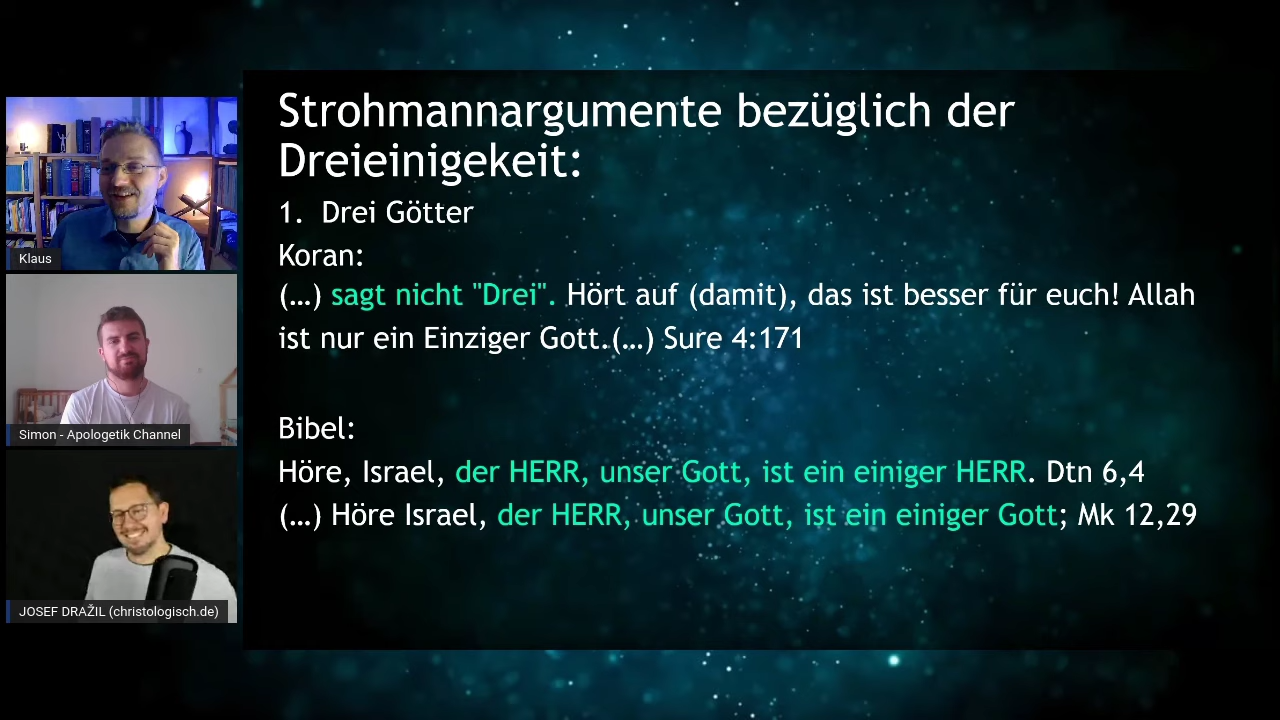 Strohmannargumente bezüglich der
Dreieinigekeit:
1. Drei Götter
Koran:
(…) sagt nicht "Drei". Hört auf (damit), das ist besser für euch! Allah
ist nur ein Einziger Gott.(…) Sure 4:171
Bibel:
Höre, Israel, der HERR, unser Gott, ist ein einiger HERR. Dtn 6,4
(…) Höre Israel, der HERR, unser Gott, ist ein einiger Gott; Mk 12,29
Klaus
Simon - Apologetik Channel
JOSEF DRAŽIL (christologisch.de)